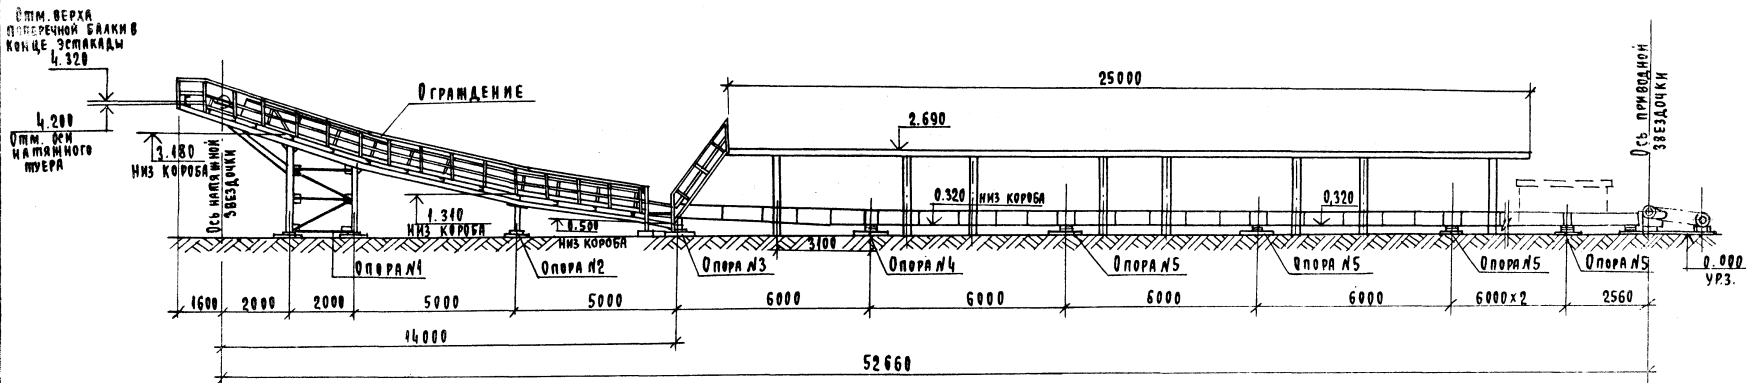 Отм. верха
поперечной балки в
конце эстакады
4.320
4.200
Отм. оси
натяжного
туера
3.480
низ короба
Ось натяжной
звездочки
Ограждение
1.310
низ короба
0.500
низ короба
25000
2.690
0.320 низ короба
0,320
Ось приводной
звездочки
3100
Опора №1
Опора №2
Опора №3
Опора №4
Опора №5
Опора №5
Опора №5
Опора №5
0.000
УР.З.
1600
2000
2000
5000
5000
6000
6000
6000
6000
6000×2
2560
14000
52660